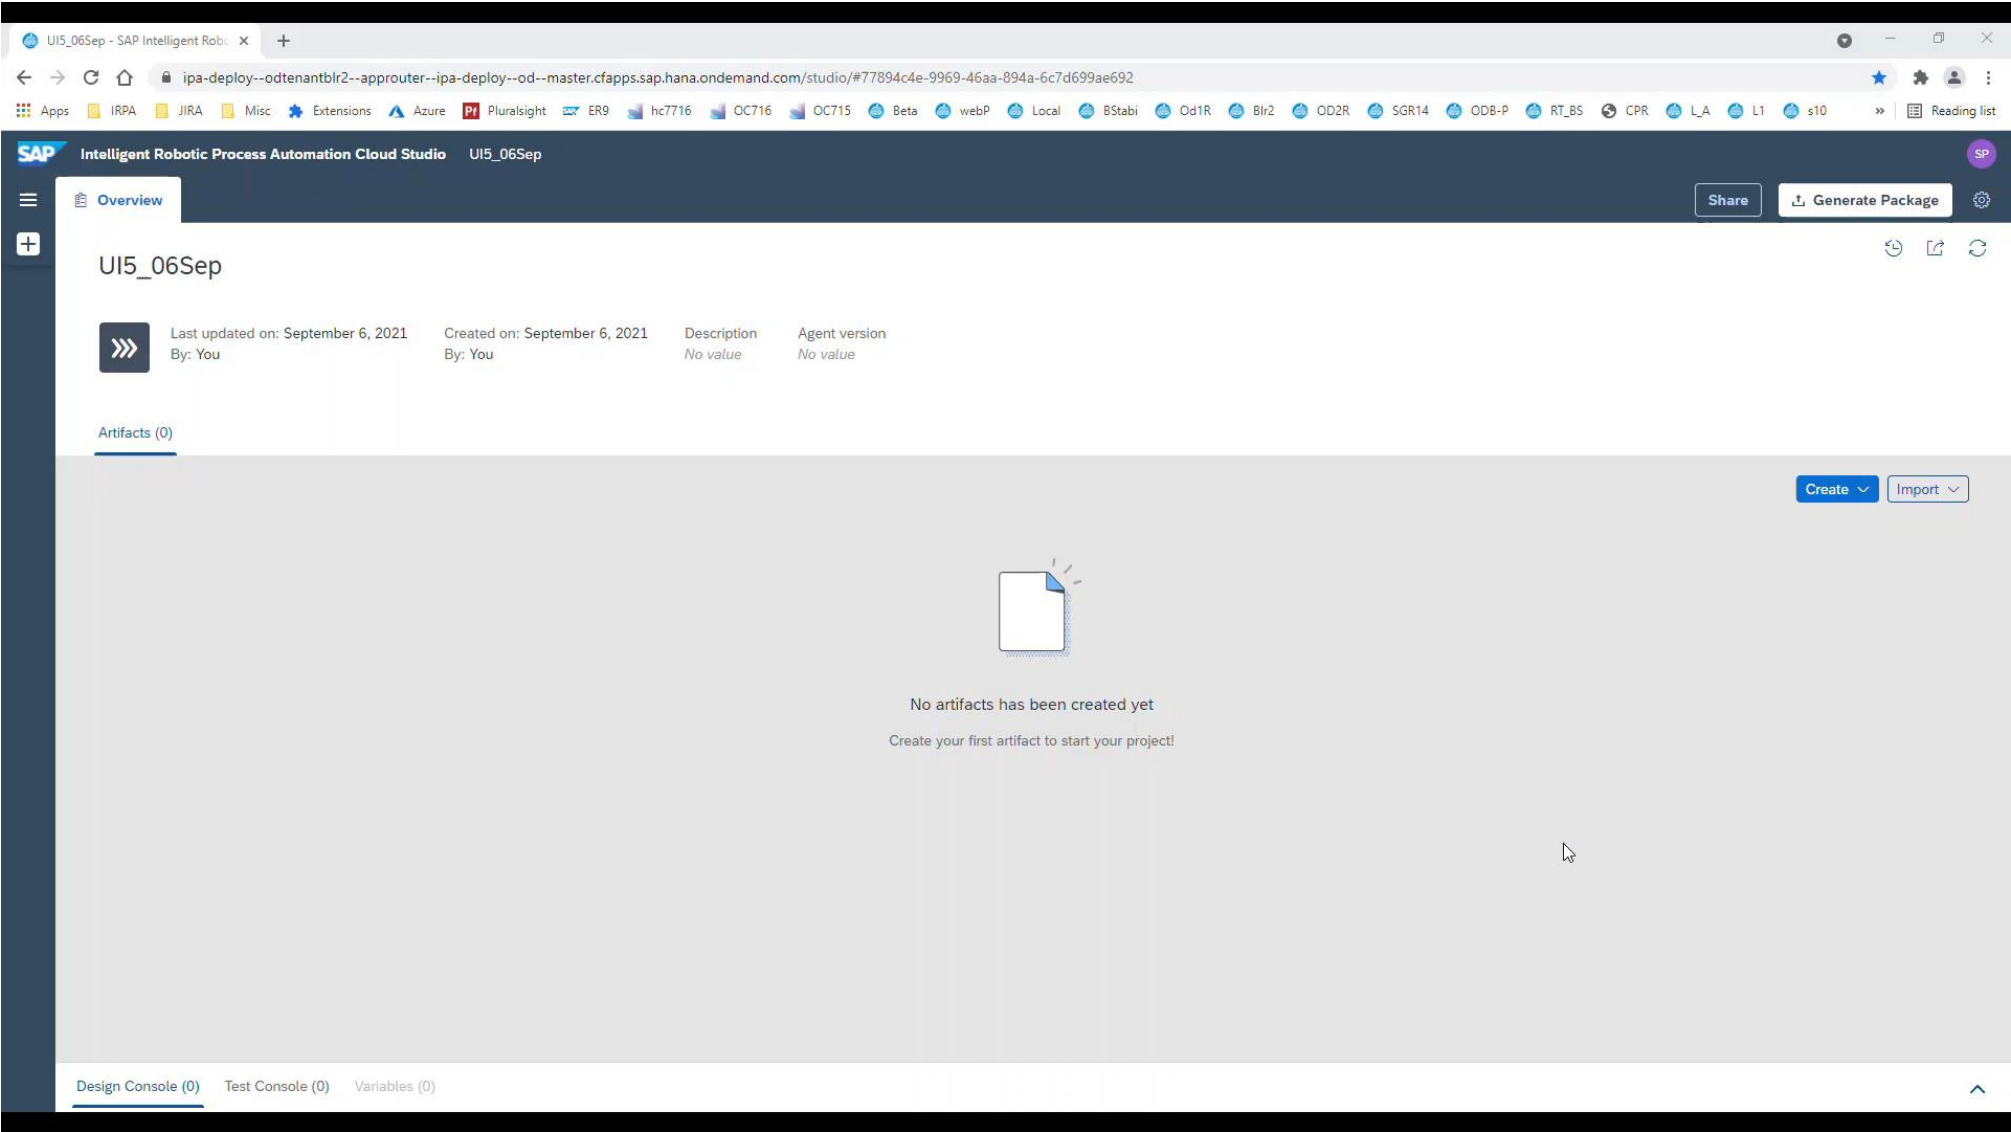 UI5_06Sep - SAP Intelligent Robo
ipa-deploy--odtenantblr2--approuter--ipa-deploy--od--master.cfapps.sap.hana.ondemand.com/studio/#77894c4e-9969-46aa-894a-6c7d699ae692
Apps IRPA JIRA Misc Extensions Azure Pluralsight ER9 hc7716 OC716 OC715 Beta webP Local BStabi Od1R Blr2 OD2R SGR14 ODB-P RT_BS CPR L_A L1 s10 » Reading list
SAP Intelligent Robotic Process Automation Cloud Studio UI5_06Sep SP
Overview Share Generate Package
UI5_06Sep
Last updated on: September 6, 2021 Created on: September 6, 2021 Description Agent version
By: You By: You No value No value
Artifacts (0)
Create Import
No artifacts has been created yet
Create your first artifact to start your project!
Design Console (0) Test Console (0) Variables (0)